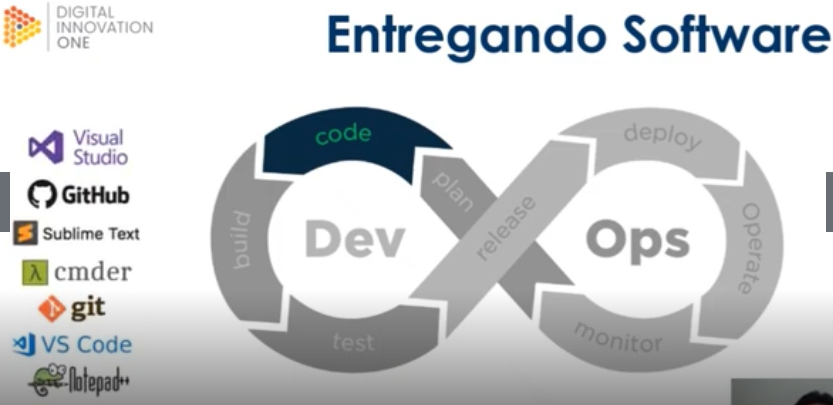 DIGITAL
INNOVATION
ONE
Entregando Software
Visual
Studio
GitHub
Sublime Text
cmder
git
VS Code
Notepad++
code
plan
build
test
release
deploy
Operate
monitor
Dev
Ops